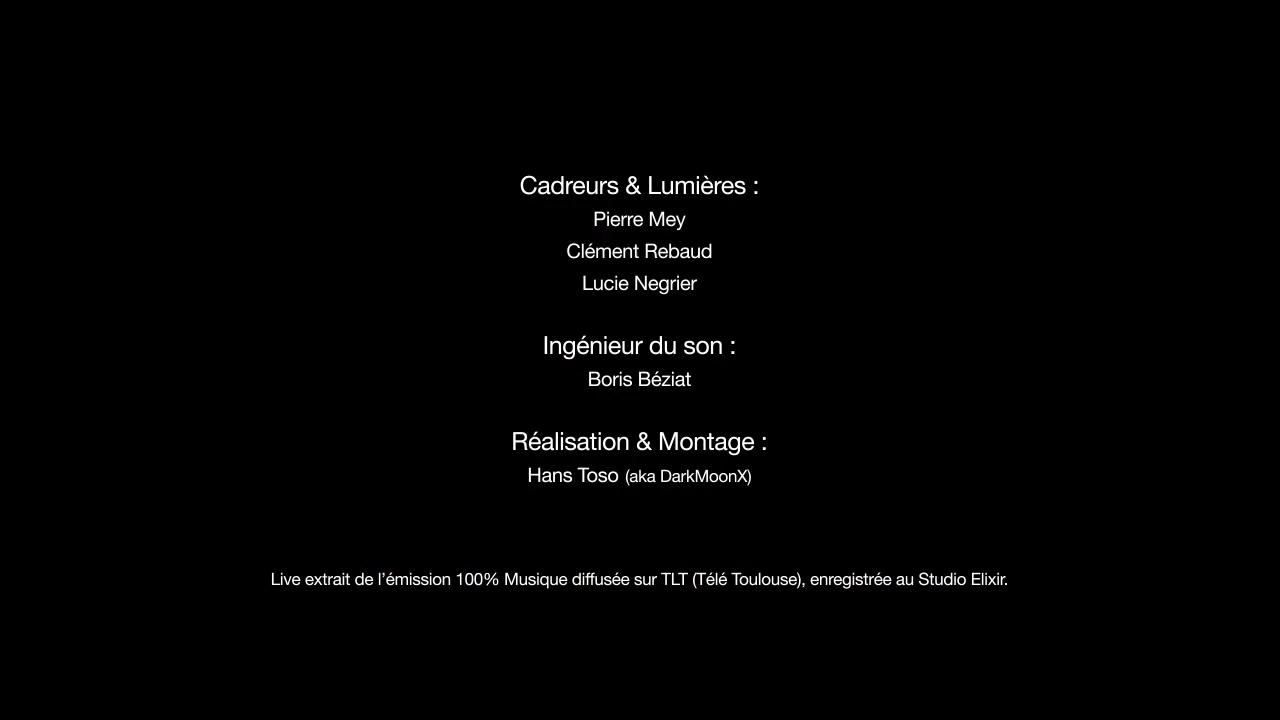 Cadreurs & Lumières :
Pierre Mey
Clément Rebaud
Lucie Negrier
Ingénieur du son :
Boris Béziat
Réalisation & Montage :
Hans Toso (aka DarkMoonX)
Live extrait de l’émission 100% Musique diffusée sur TLT (Télé Toulouse), enregistrée au Studio Elixir.